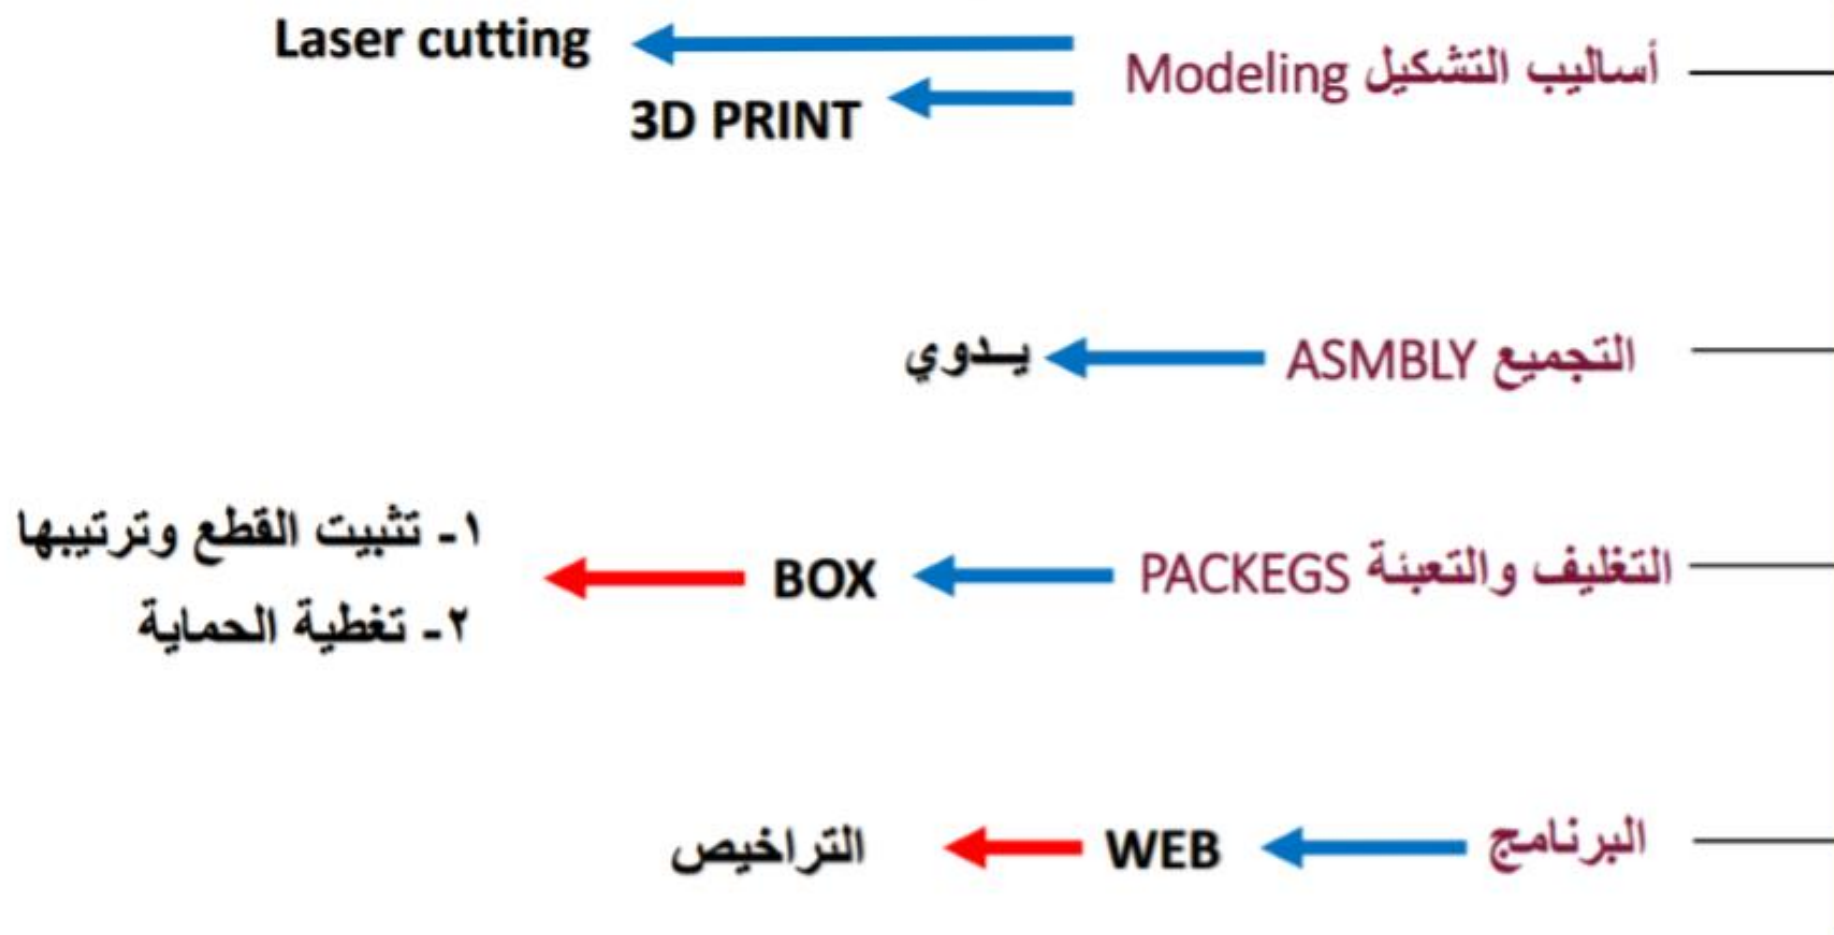 أساليب التشكيل Modeling
Laser cutting
3D PRINT
التجميع ASMBLY
يـدوي
التغليف والتعبئة PACKEGS
BOX
١- تثبيت القطع وترتيبها
٢- تغطية الحماية
البرنامج
WEB
التراخيص